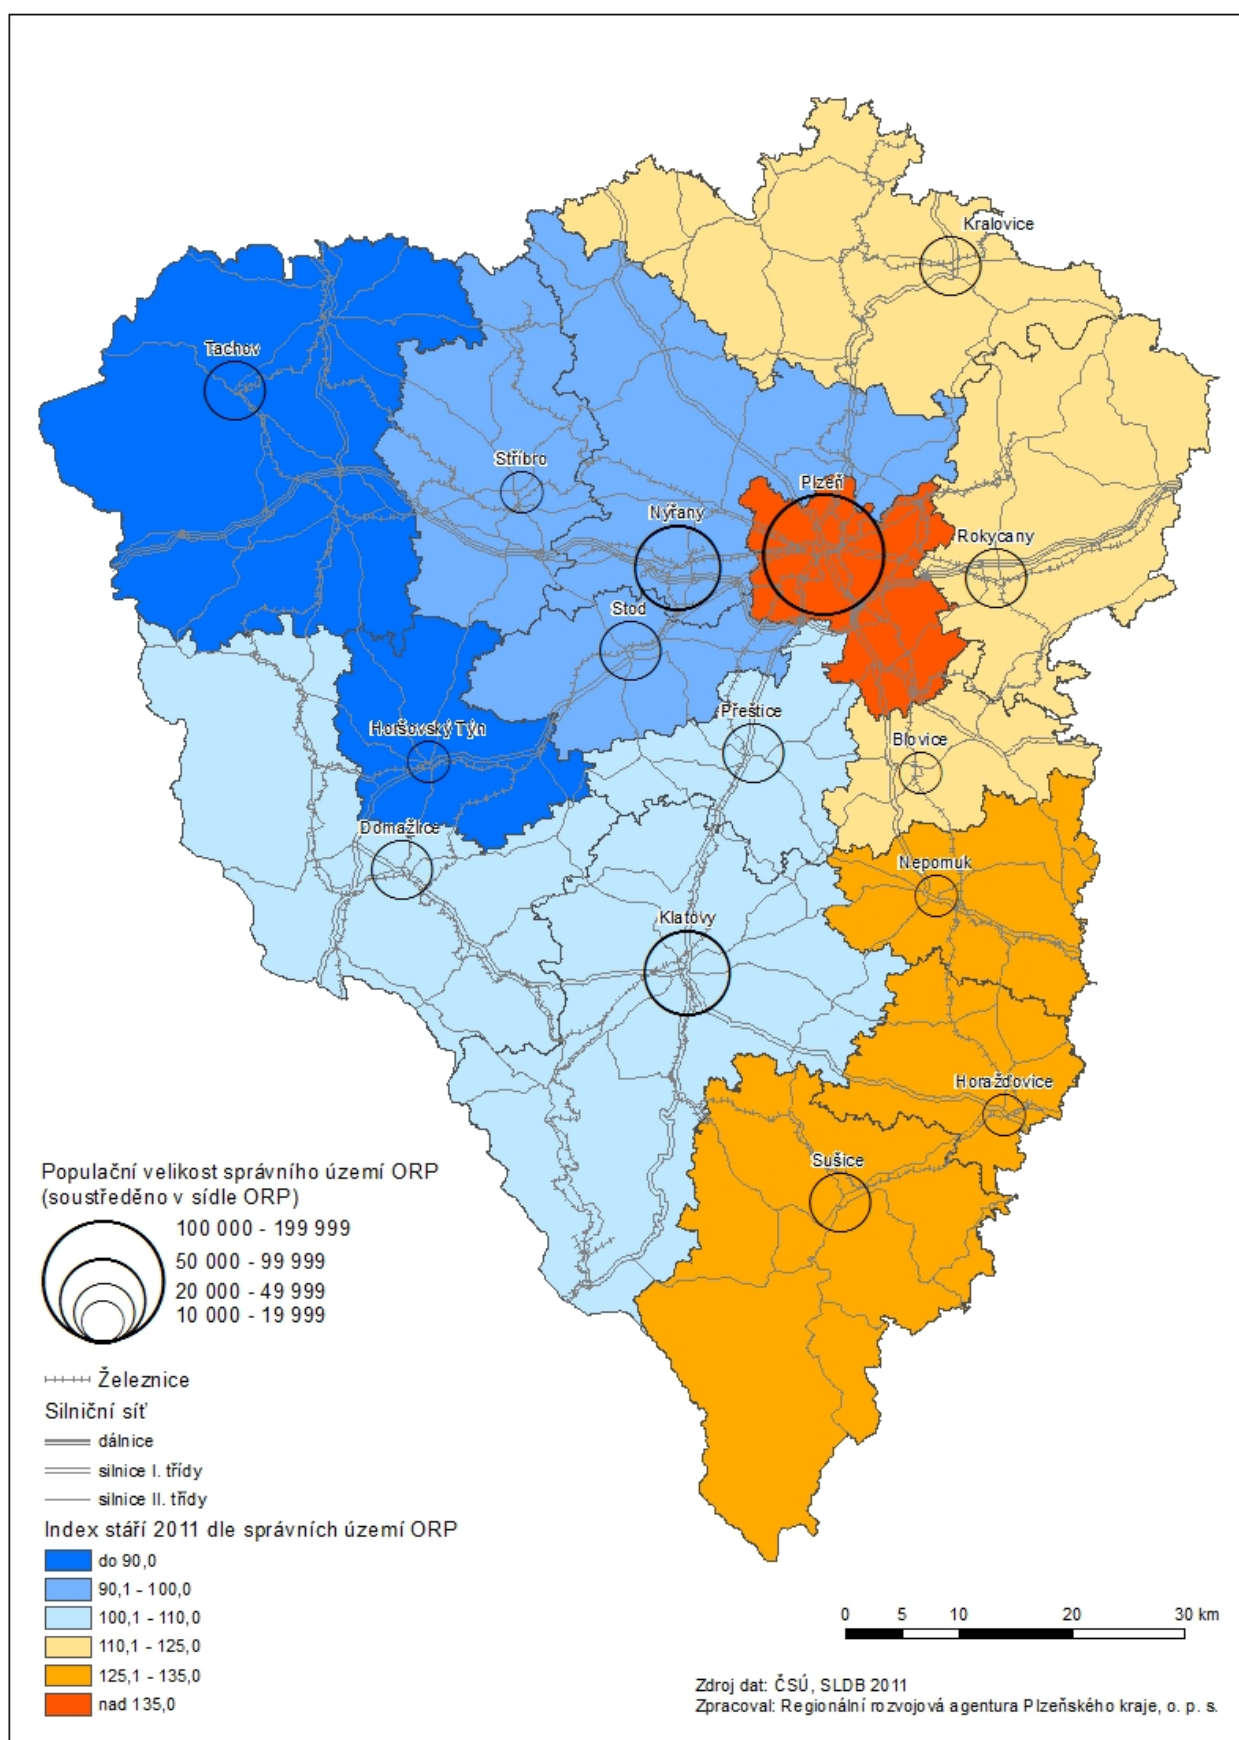 Kralovice
Tachov
Stříbro
Plzeň
Nýřany
Rokycany
Stod
Přeštice
Horšovský Týn
Blovice
Domažlice
Nepomuk
Klatovy
Horažďovice
Sušice
Populační velikost správního území ORP
(soustředěno v sídle ORP)
100 000 - 199 999
50 000 - 99 999
20 000 - 49 999
10 000 - 19 999
Železnice
Silniční síť
dálnice
silnice I. třídy
silnice II. třídy
Index stáří 2011 dle správních území ORP
do 90,0
90,1 - 100,0
100,1 - 110,0
110,1 - 125,0
125,1 - 135,0
nad 135,0
0 5 10 20 30 km
Zdroj dat: ČSÚ, SLDB 2011
Zpracoval: Regionální rozvojová agentura Plzeňského kraje, o. p. s.